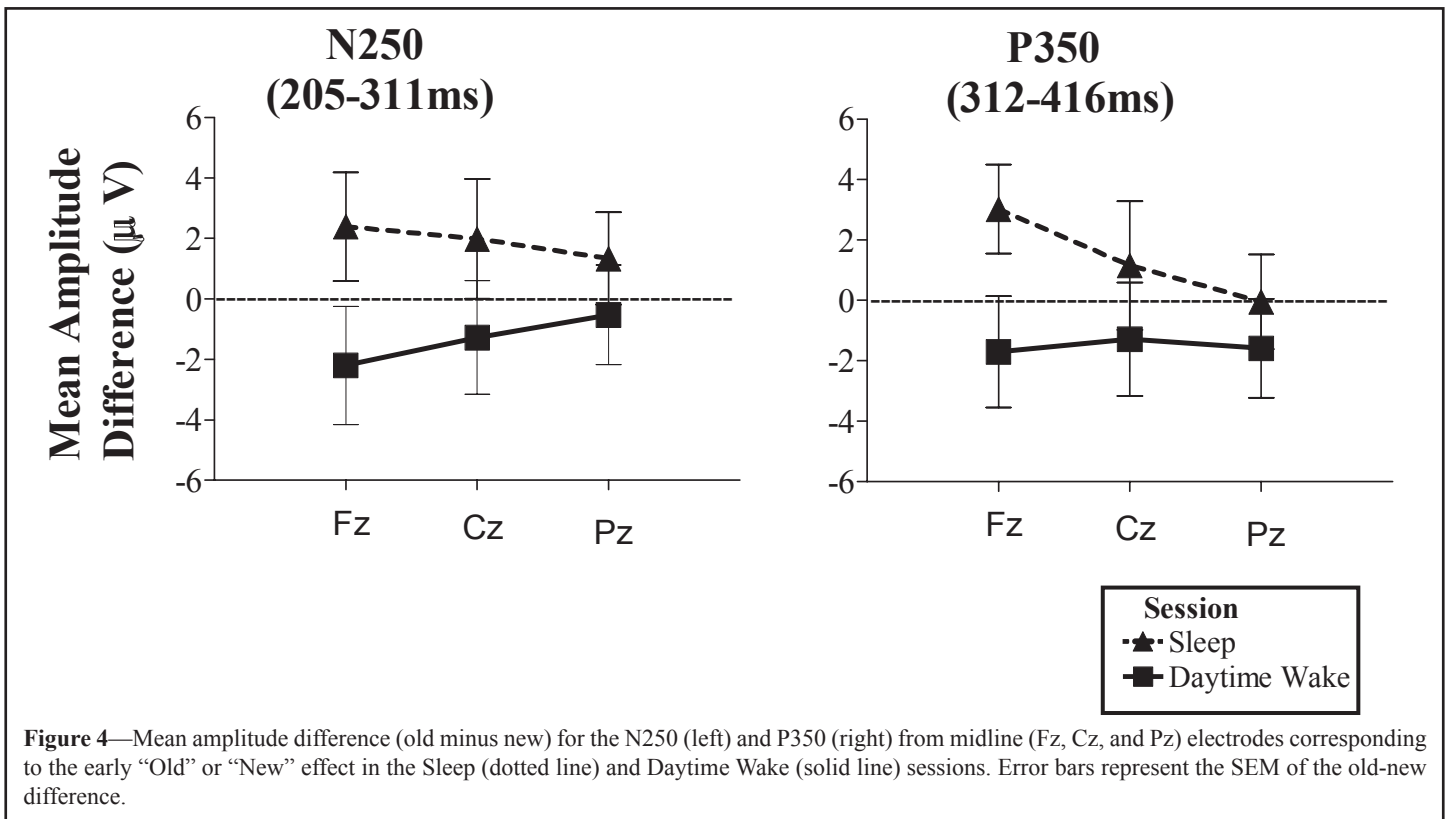 N250
(205-311ms)
P350
(312-416ms)
Mean Amplitude
Difference (μ V)
6
4
2
0
-2
-4
-6
Fz
Cz
Pz
6
4
2
0
-2
-4
-6
Fz
Cz
Pz
Session
Sleep
Daytime Wake
Figure 4—Mean amplitude difference (old minus new) for the N250 (left) and P350 (right) from midline (Fz, Cz, and Pz) electrodes corresponding
to the early “Old” or “New” effect in the Sleep (dotted line) and Daytime Wake (solid line) sessions. Error bars represent the SEM of the old-new
difference.